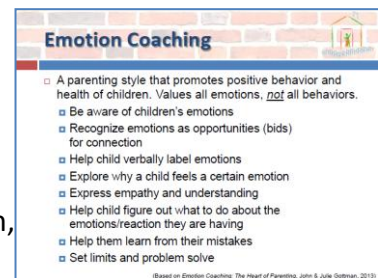 Emotion Coaching
A parenting style that promotes positive behavior and
health of children. Values all emotions, not all behaviors.
Be aware of children's emotions
Recognize emotions as opportunities (bids)
for connection
Help child verbally label emotions
Explore why a child feels a certain emotion
Express empathy and understanding
Help child figure out what to do about the
n,
emotions/reaction they are having
Help them learn from their mistakes
Set limits and problem solve
(Based on Emotion Coaching: The Heart of Parenting, John & Julie Gottman, 2013)